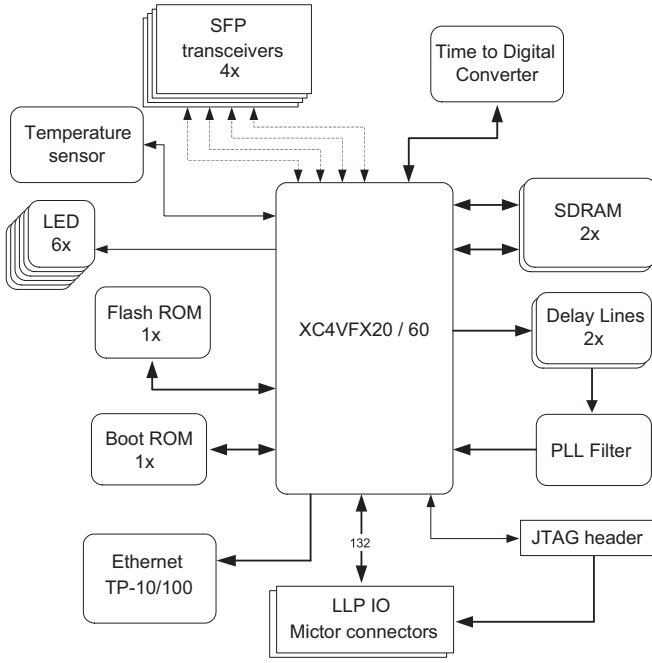 SFP
transceivers
4x
Time to Digital
Converter
Temperature
sensor
LED
6x
SDRAM
2x
Flash ROM
1x
XC4VFX20 / 60
Delay Lines
2x
Boot ROM
1x
PLL Filter
132
JTAG header
Ethernet
TP-10/100
LLP IO
Mictor connectors